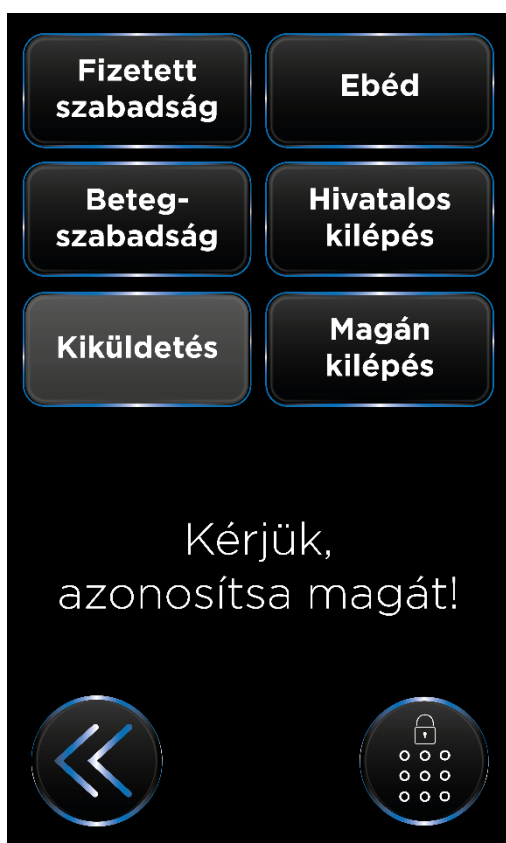 Fizetett
szabadság
Ebéd
Beteg-
szabadság
Hivatalos
kilépés
Kiküldetés
Magán
kilépés
Kérjük,
azonosítsa magát!